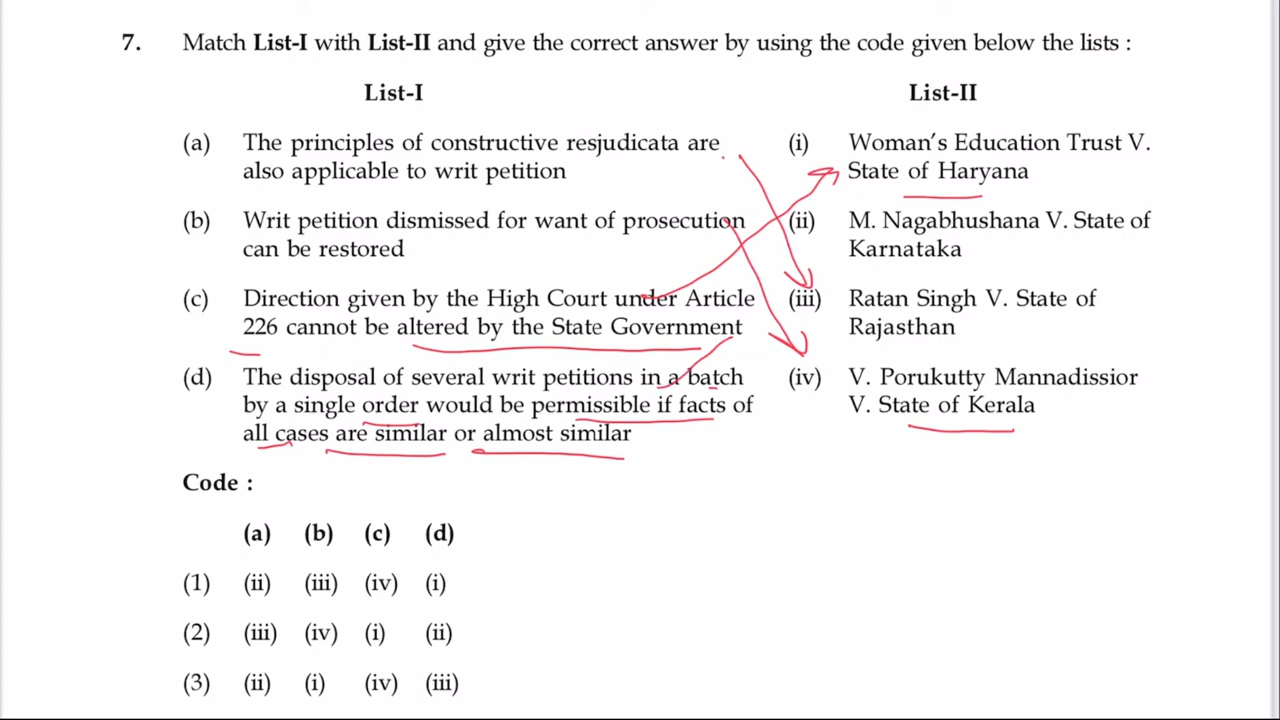 7. Match List-I with List-II and give the correct answer by using the code given below the lists :
List-I List-II
(a) The principles of constructive resjudicata are (i) Woman's Education Trust V.
also applicable to writ petition State of Haryana
(b) Writ petition dismissed for want of prosecution (ii) M. Nagabhushana V. State of
can be restored Karnataka
(c) Direction given by the High Court under Article (iii) Ratan Singh V. State of
226 cannot be altered by the State Government Rajasthan
(d) The disposal of several writ petitions in a batch (iv) V. Porukutty Mannadissior
by a single order would be permissible if facts of V. State of Kerala
all cases are similar or almost similar
Code :
(a) (b) (c) (d)
(1) (ii) (iii) (iv) (i)
(2) (iii) (iv) (i) (ii)
(3) (ii) (i) (iv) (iii)